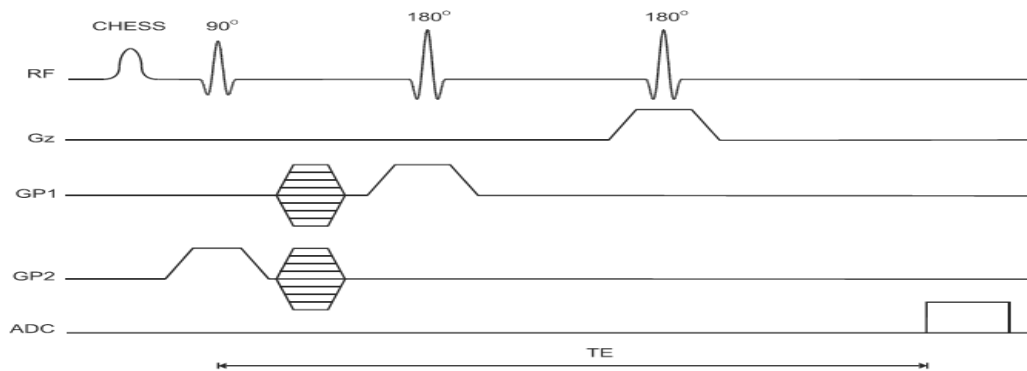 CHESS 90° 180° 180°
RF
Gz
GP1
GP2
ADC
TE